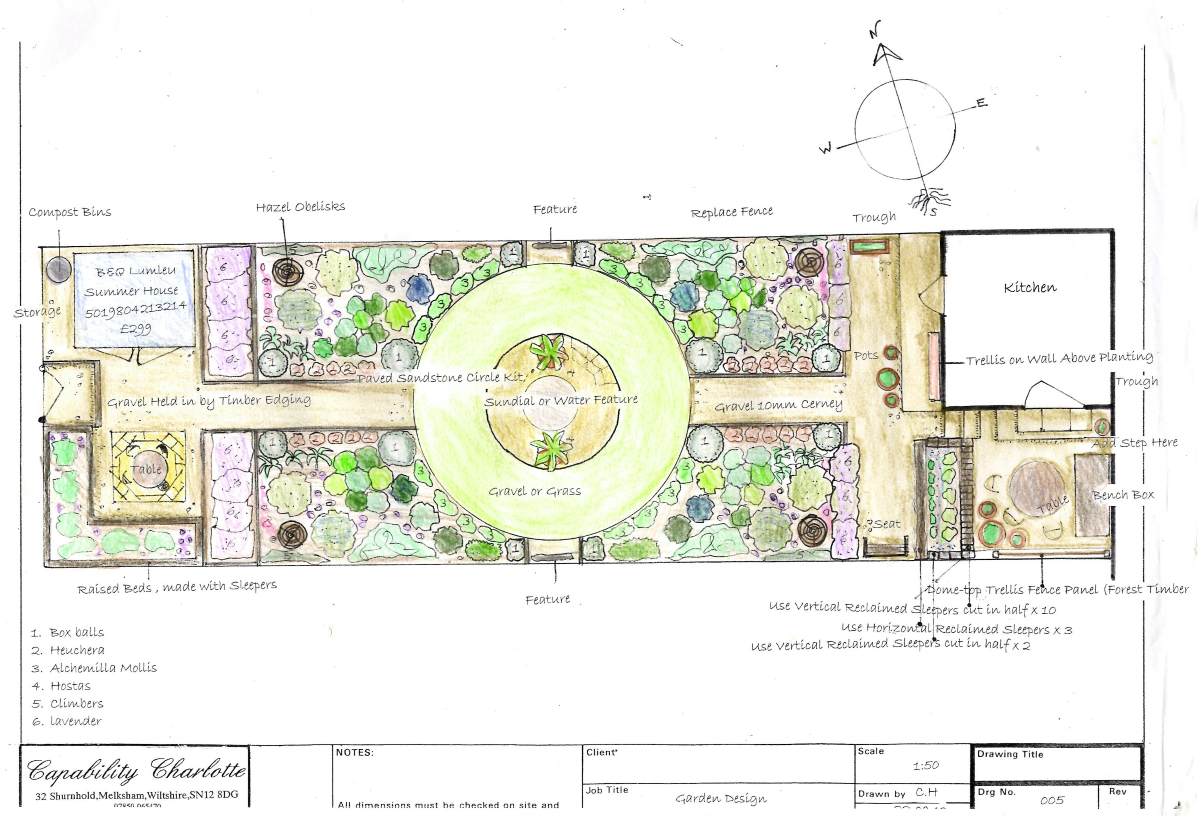 N
E
W
S
Compost Bins
Hazel Obelisks
Feature
Replace Fence
Trough
B&Q Lumley
Summer House
5019804213214
£299
Storage
Kitchen
Pots
Trellis on Wall Above Planting
Trough
Paved Sandstone Circle Kit,
Gravel Held in by Timber Edging
Sundial or Water Feature
Gravel 10mm Cerney
Add Step Here
Table
Gravel or Grass
Table
Bench Box
Seat
Raised Beds , made with Sleepers
Feature
Dome-top Trellis Fence Panel (Forest Timber
Use Vertical Reclaimed Sleepers cut in half x 10
Use Horizontal Reclaimed Sleepers x 3
Use Vertical Reclaimed Sleepers cut in half x 2
1. Box balls
2. Heuchera
3. Alchemilla Mollis
4. Hostas
5. Climbers
6. lavender
Capability Charlotte
32 Shurnhold,Melksham,Wiltshire,SN12 8DG
NOTES:
All dimensions must be checked on site and
Client*
Job Title
Garden Design
Scale
1:50
Drawn by C.H
Drawing Title
Drg No.
005
Rev